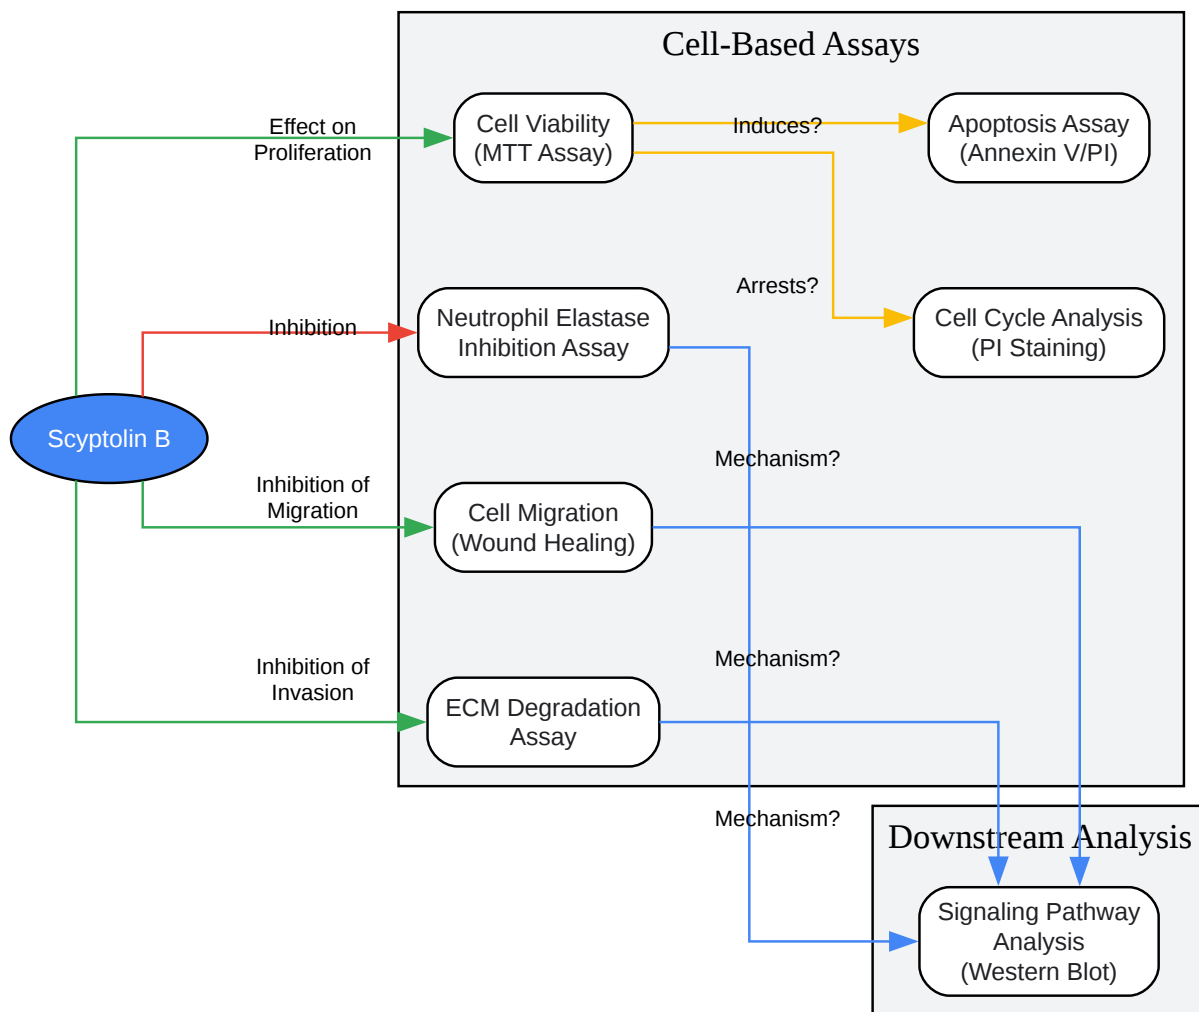 Cell-Based Assays
Effect on
Proliferation
Cell Viability
(MTT Assay)
Induces?
Apoptosis Assay
(Annexin V/PI)
Arrests?
Inhibition
Neutrophil Elastase
Inhibition Assay
Cell Cycle Analysis
(PI Staining)
Scyptolin B
Mechanism?
Inhibition of
Migration
Cell Migration
(Wound Healing)
Mechanism?
Inhibition of
Invasion
ECM Degradation
Assay
Mechanism?
Downstream Analysis
Signaling Pathway
Analysis
(Western Blot)